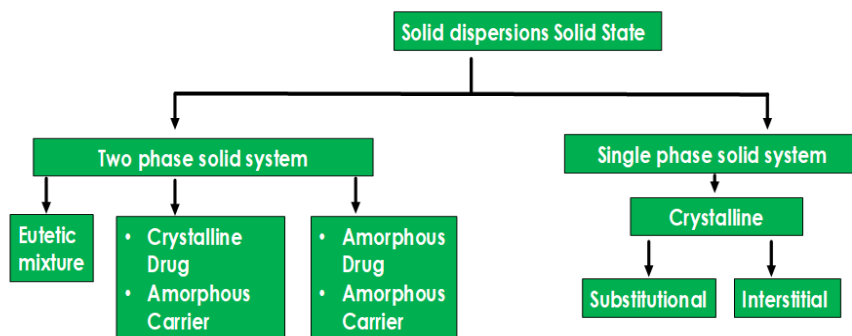 Solid dispersions Solid State
Two phase solid system
Single phase solid system
Eutetic
mixture
• Crystalline
Drug
• Amorphous
Carrier
• Amorphous
Drug
• Amorphous
Carrier
Crystalline
Substitutional
Interstitial